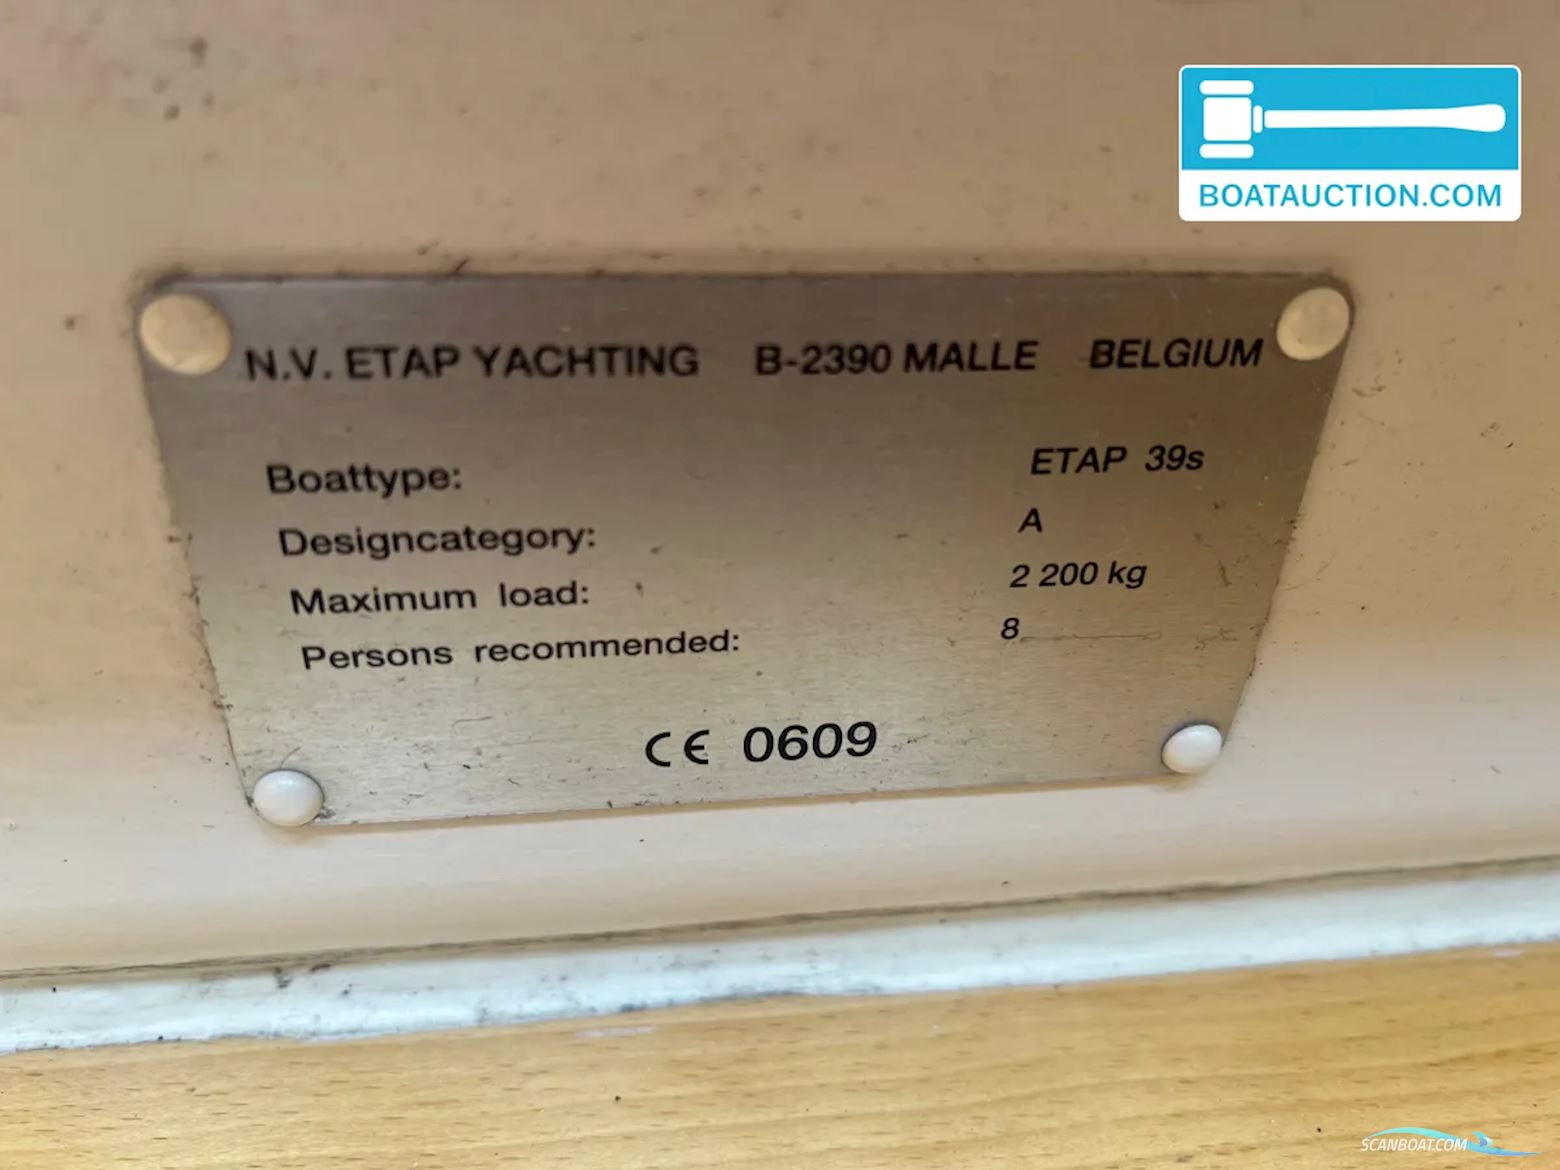 BOATAUCTION.COM
N.V. ETAP YACHTING B-2390 MALLE BELGIUM
Boattype: ETAP 39s
Designcategory: A
Maximum load: 2 200 kg
Persons recommended: 8
CE 0609
SCANBOAT.COM